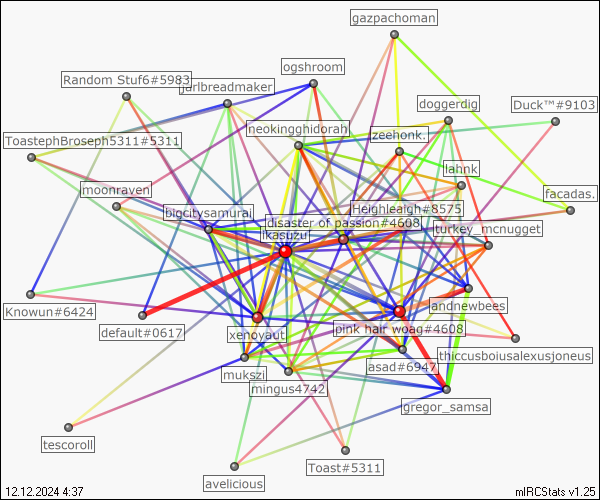 gazpachoman
ogshroom
Random Stuf6#5983
jarlbreadmaker
doggerdig
Duck™#9103
neokingghidorah
zeehonk.
ToastephBroseph5311#5311
lahnk
moonraven
facadas.
bigcitysamurai
Heighleaigh#8575
disaster of passion#4608
turkey_mcnugget
ikasuzu
Knowun#6424
andnewbees
default#0617
xenoyaut
pink hair woag#4608
thiccusboiusalexusjoneus
asad#6947
mukszi
mingus4742
gregor_samsa
tescoroll
Toast#5311
avelicious
12.12.2024 4:37
mIRCStats v1.25